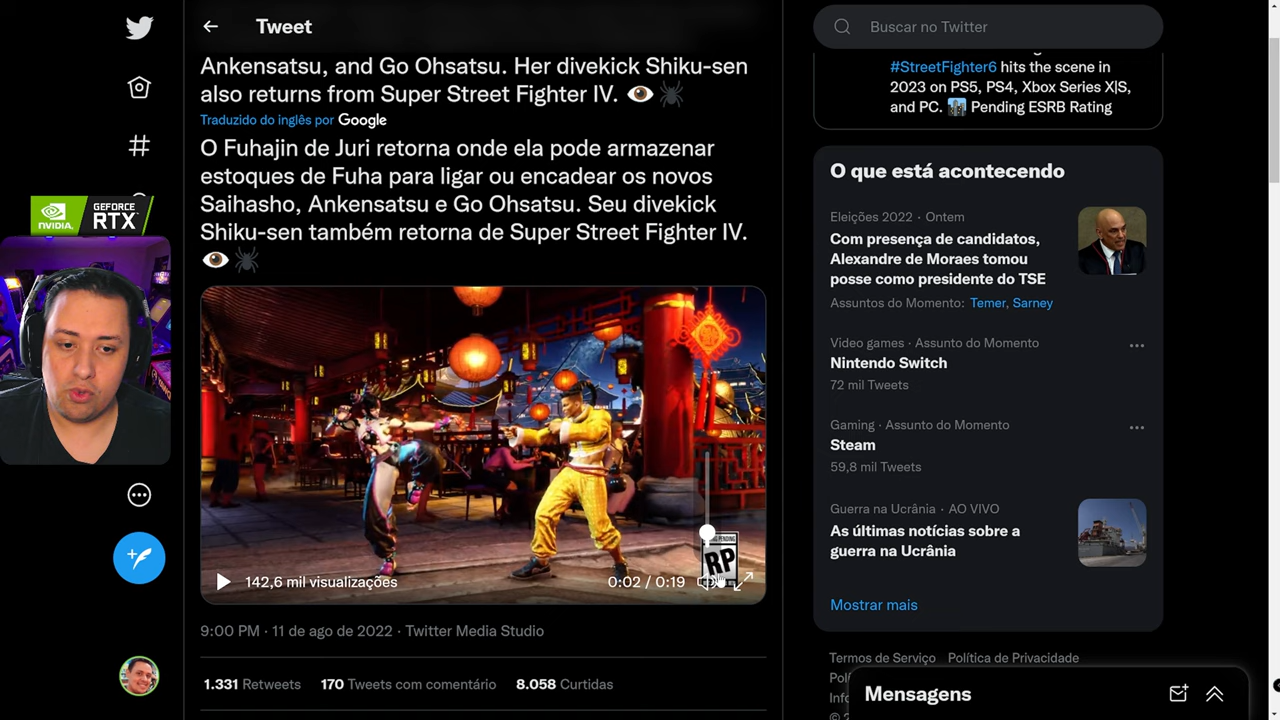 Tweet
Buscar no Twitter
Ankensatsu, and Go Ohsatsu. Her divekick Shiku-sen
also returns from Super Street Fighter IV. 👁️🕷️
Traduzido do inglês por Google
O Fuhajin de Juri retorna onde ela pode armazenar
estoques de Fuha para ligar ou encadear os novos
Saihasho, Ankensatsu e Go Ohsatsu. Seu divekick
Shiku-sen também retorna de Super Street Fighter IV.
👁️🕷️
NVIDIA.
GEFORCE
RTX
RP
142,6 mil visualizações
0:02 / 0:19
9:00 PM · 11 de ago de 2022 · Twitter Media Studio
1.331 Retweets 170 Tweets com comentário 8.058 Curtidas
#StreetFighter6 hits the scene in
2023 on PS5, PS4, Xbox Series X|S,
and PC. Pending ESRB Rating
O que está acontecendo
Eleições 2022 · Ontem
Com presença de candidatos,
Alexandre de Moraes tomou
posse como presidente do TSE
Assuntos do Momento: Temer, Sarney
Video games · Assunto do Momento
Nintendo Switch
72 mil Tweets
Gaming · Assunto do Momento
Steam
59,8 mil Tweets
Guerra na Ucrânia · AO VIVO
As últimas notícias sobre a
guerra na Ucrânia
Mostrar mais
Termos de Serviço Política de Privacidade
Mensagens